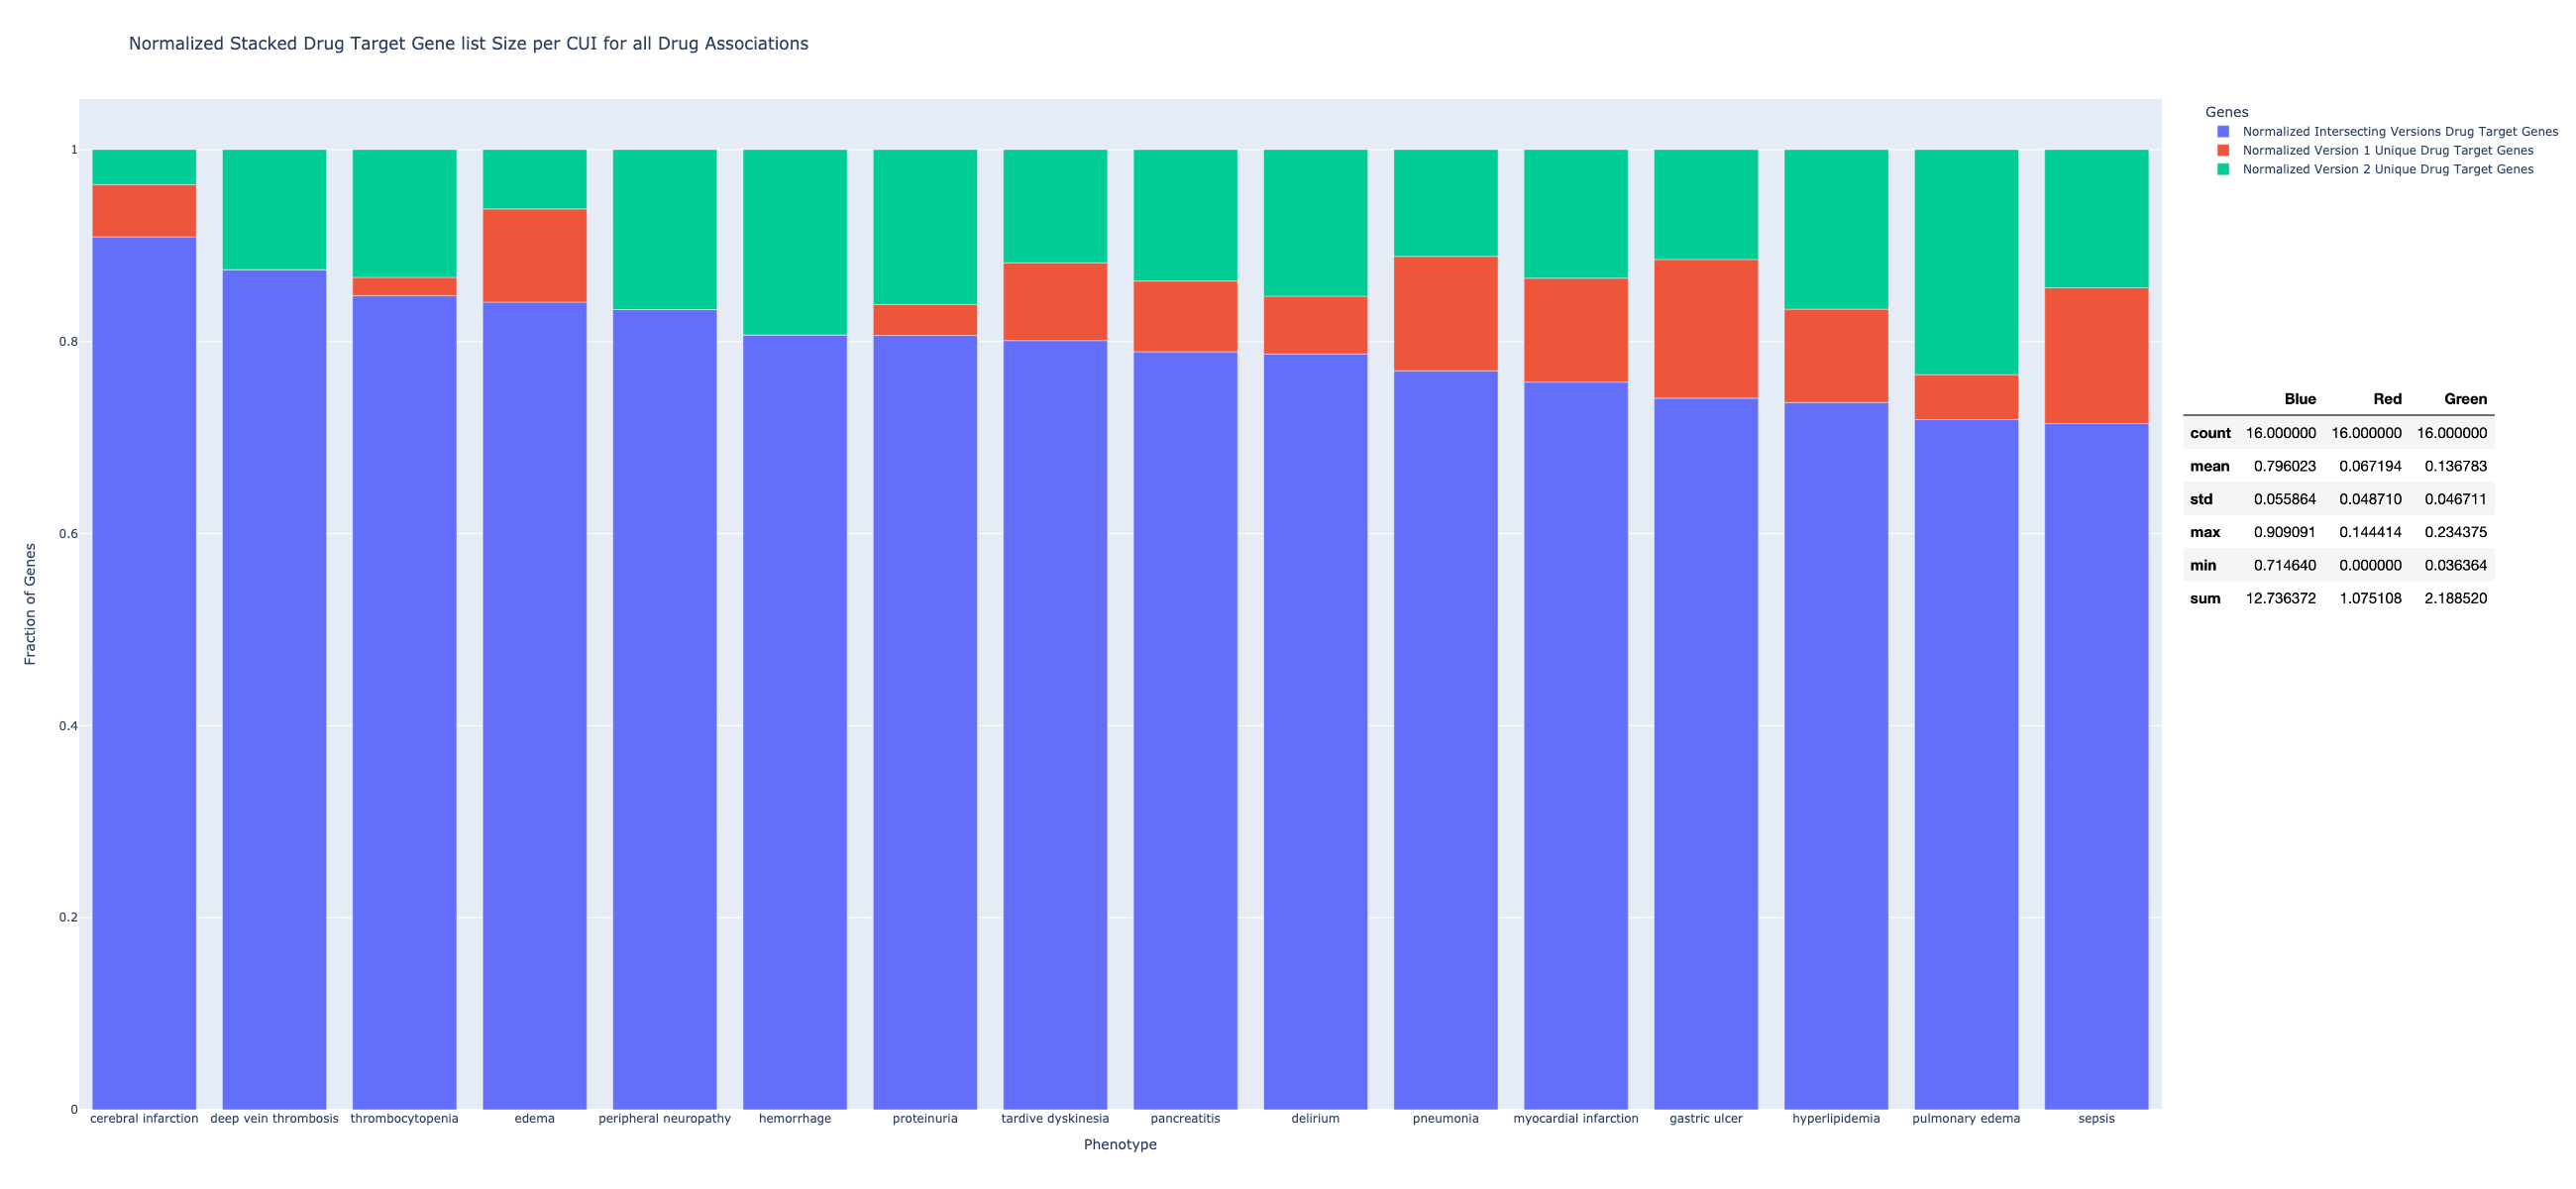 Normalized Stacked Drug Target Gene list Size per CUI for all Drug Associations
Genes
Normalized Intersecting Versions Drug Target Genes
Normalized Version 1 Unique Drug Target Genes
Normalized Version 2 Unique Drug Target Genes
1
0.8
0.6
0.4
0.2
0
Fraction of Genes
cerebral infarction deep vein thrombosis thrombocytopenia edema peripheral neuropathy hemorrhage proteinuria tardive dyskinesia pancreatitis delirium pneumonia myocardial infarction gastric ulcer hyperlipidemia pulmonary edema sepsis
Phenotype
Blue Red Green
count 16.000000 16.000000 16.000000
mean 0.796023 0.067194 0.136783
std 0.055864 0.048710 0.046711
max 0.909091 0.144414 0.234375
min 0.714640 0.000000 0.036364
sum 12.736372 1.075108 2.188520